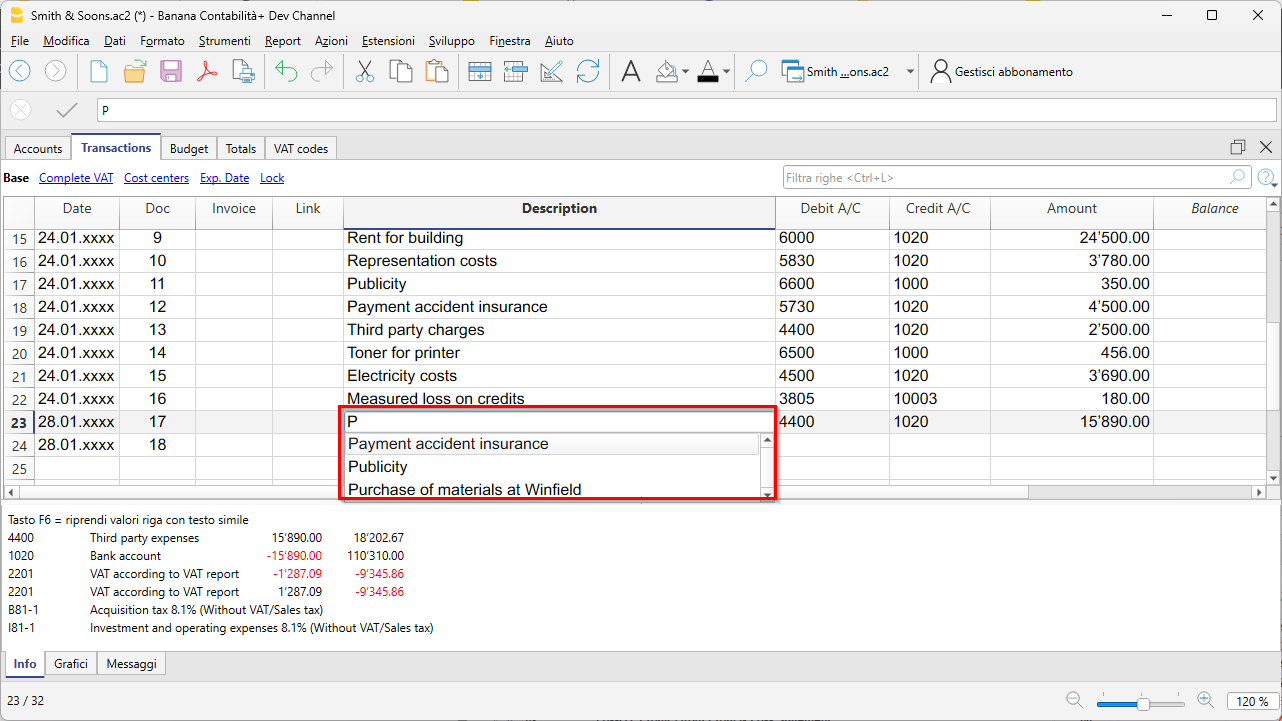 Smith & Soons.ac2 (*) - Banana Contabilità+ Dev Channel
File Modifica Dati Formato Strumenti Report Azioni Estensioni Sviluppo Finestra Aiuto
Smith ...ons.ac2 Gestisci abbonamento
P
Accounts Transactions Budget Totals VAT codes
Base Complete VAT Cost centers Exp. Date Lock Filtra righe <Ctrl+L>
Date Doc Invoice Link Description Debit A/C Credit A/C Amount Balance
15 24.01.xxxx 9 Rent for building 6000 1020 24'500.00
16 24.01.xxxx 10 Representation costs 5830 1020 3'780.00
17 24.01.xxxx 11 Publicity 6600 1000 350.00
18 24.01.xxxx 12 Payment accident insurance 5730 1020 4'500.00
19 24.01.xxxx 13 Third party charges 4400 1020 2'500.00
20 24.01.xxxx 14 Toner for printer 6500 1000 456.00
21 24.01.xxxx 15 Electricity costs 4500 1020 3'690.00
22 24.01.xxxx 16 Measured loss on credits 3805 10003 180.00
23 28.01.xxxx 17 P 4400 1020 15'890.00
24 28.01.xxxx 18 Payment accident insurance
25 Publicity
Purchase of materials at Winfield
Tasto F6 = riprendi valori riga con testo simile
4400 Third party expenses 15'890.00 18'202.67
1020 Bank account -15'890.00 110'310.00
2201 VAT according to VAT report -1'287.09 -9'345.86
2201 VAT according to VAT report 1'287.09 -9'345.86
B81-1 Acquisition tax 8.1% (Without VAT/Sales tax)
I81-1 Investment and operating expenses 8.1% (Without VAT/Sales tax)
Info Grafici Messaggi
23 / 32 120 %